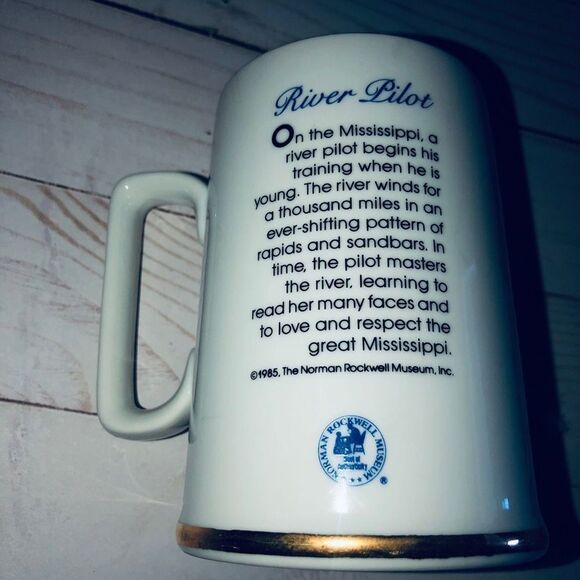 River Pilot
On the Mississippi, a
river pilot begins his
training when he is
young. The river winds for
a thousand miles in an
ever-shifting pattern of
rapids and sandbars. In
time, the pilot masters
the river, learning to
read her many faces and
to love and respect the
great Mississippi.
©1985, The Norman Rockwell Museum, Inc.
NORMAN ROCKWELL MUSEUM
Seal of
Authenticity
®